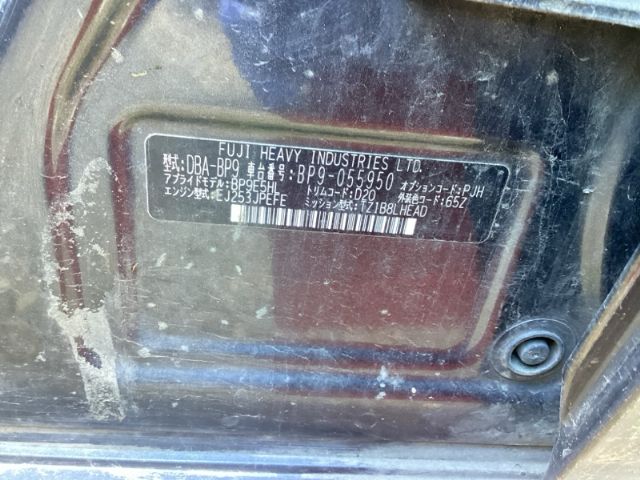 FUJI HEAVY INDUSTRIES LTD.
型式 DBA-BP9 車台番号 BP9-055950
アプライドモデル BP9E5HL オプションコード PJH
エンジン型式 EJ253JPEFE トリムコード D20 外装色コード 65Z
ミッション型式 TZ1B8LHEAD